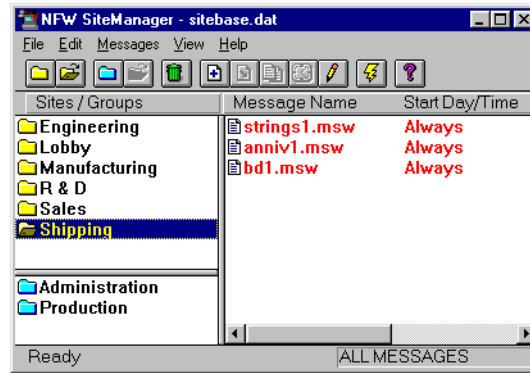 NFW SiteManager - sitebase.dat
File Edit Messages View Help
Sites / Groups Message Name Start Day/Time
Engineering strings1.msw Always
Lobby anniv1.msw Always
Manufacturing bd1.msw Always
R & D
Sales
Shipping
Administration
Production
Ready ALL MESSAGES